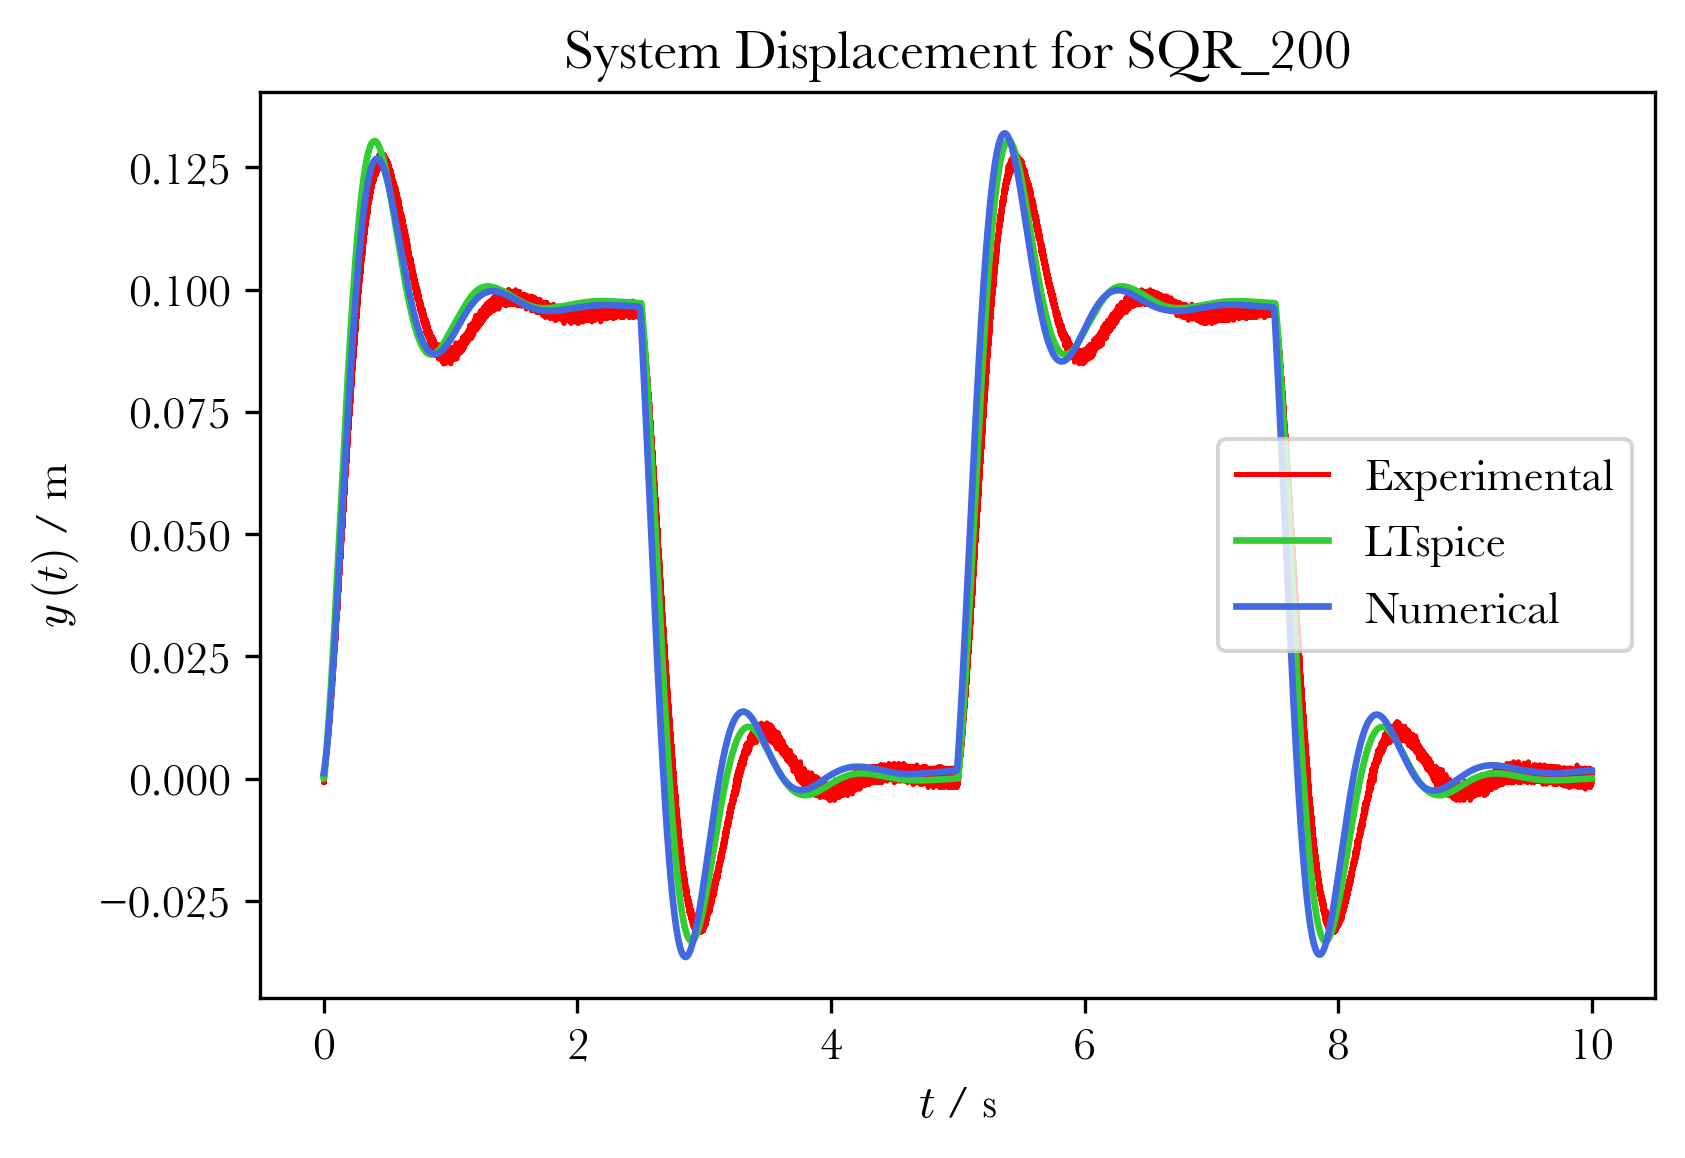 System Displacement for SQR_200
y(t) / m
0.125
0.100
0.075
0.050
0.025
0.000
−0.025
Experimental
LTspice
Numerical
0 2 4 6 8 10
t / s